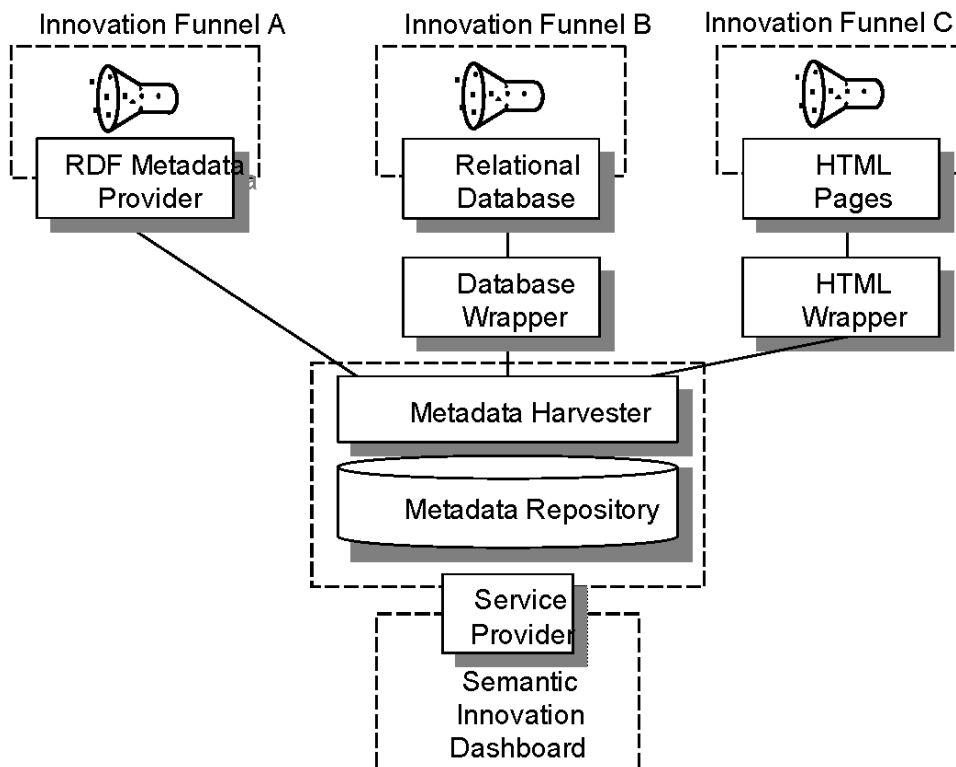 Innovation Funnel A
Innovation Funnel B
Innovation Funnel C
RDF Metadata
Provider
a
Relational
Database
HTML
Pages
Database
Wrapper
HTML
Wrapper
Metadata Harvester
Metadata Repository
Service
Provider
Semantic
Innovation
Dashboard